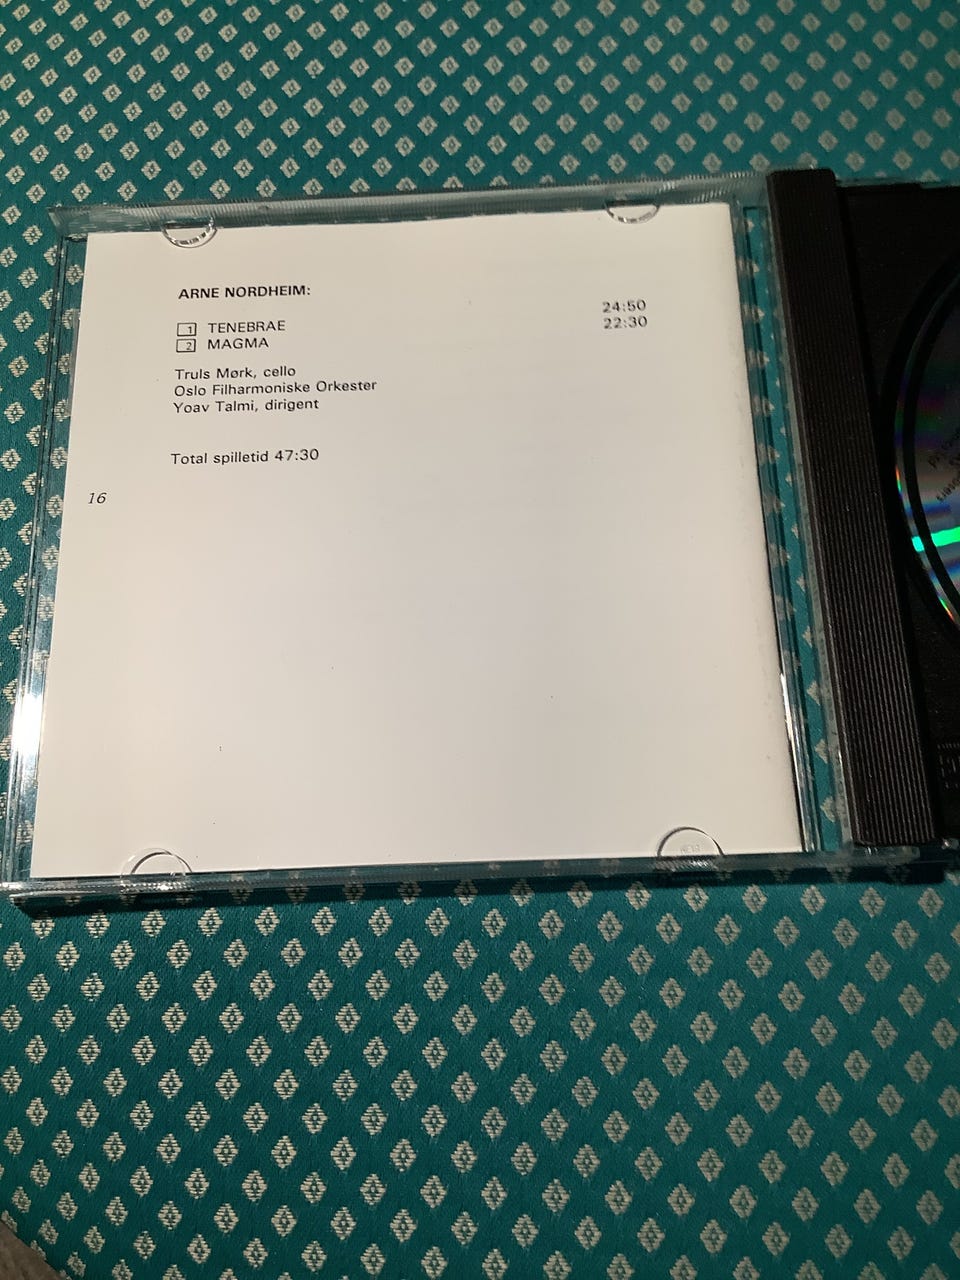 ARNE NORDHEIM:
1 TENEBRAE 24:50
2 MAGMA 22:30
Truls Mørk, cello
Oslo Filharmoniske Orkester
Yoav Talmi, dirigent
Total spilletid 47:30
16